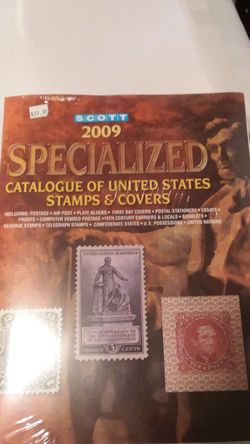 SCOTT
2009
SPECIALIZED
CATALOGUE OF UNITED STATES
STAMPS & COVERS
INCLUDING: POSTAGE • AIR POST • PLATE BLOCKS • FIRST DAY COVERS • POSTAL STATIONERY • ESSAYS
PROOFS • COMPUTER VENDED POSTAGE • 19TH CENTURY CARRIERS & LOCALS • BOOKLETS
REVENUE STAMPS • TELEGRAPH STAMPS • CONFEDERATE STATES • U.S. POSSESSIONS • UNITED NATIONS
UNITED STATES
POSTAGE
CENTS